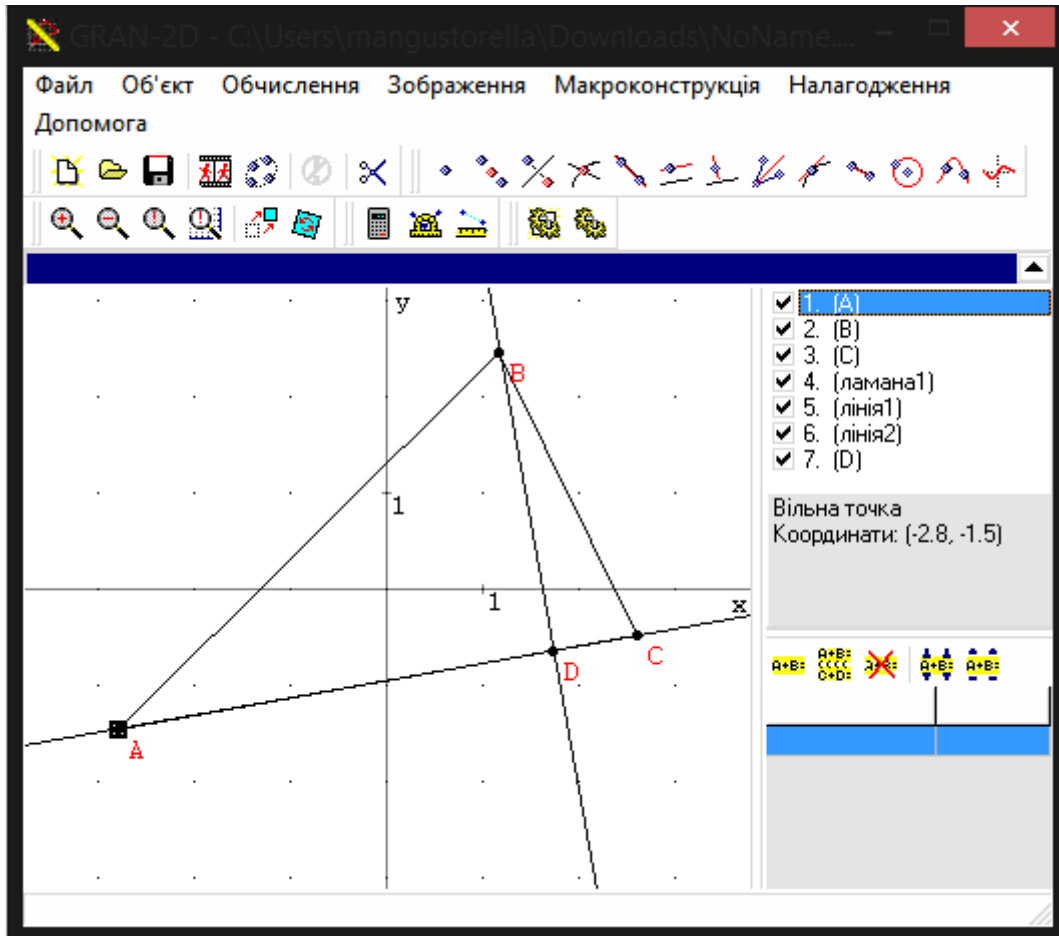 GRAN-2D - C:\Users\mangustorella\Downloads\NoName....
Файл Об'єкт Обчислення Зображення Макроконструкція Налагодження
Допомога
y
B
1
1
x
D
C
A
1. (A)
2. (B)
3. (C)
4. (ламана1)
5. (лінія1)
6. (лінія2)
7. (D)
Вільна точка
Координати: (-2.8, -1.5)
A+B= A+B= CCCC C+D= A+B= A+B= A+B=